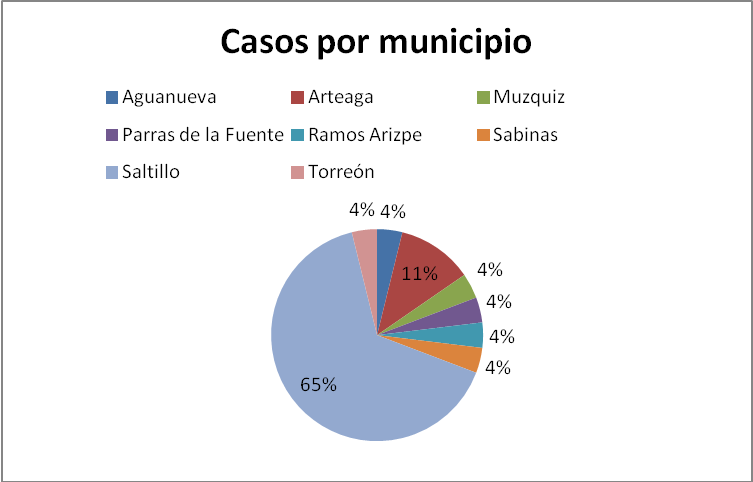 Casos por municipio
Aguanueva Arteaga Muzquiz
Parras de la Fuente Ramos Arizpe Sabinas
Saltillo Torreón
4% 4%
11% 4%
4%
4%
4%
65%